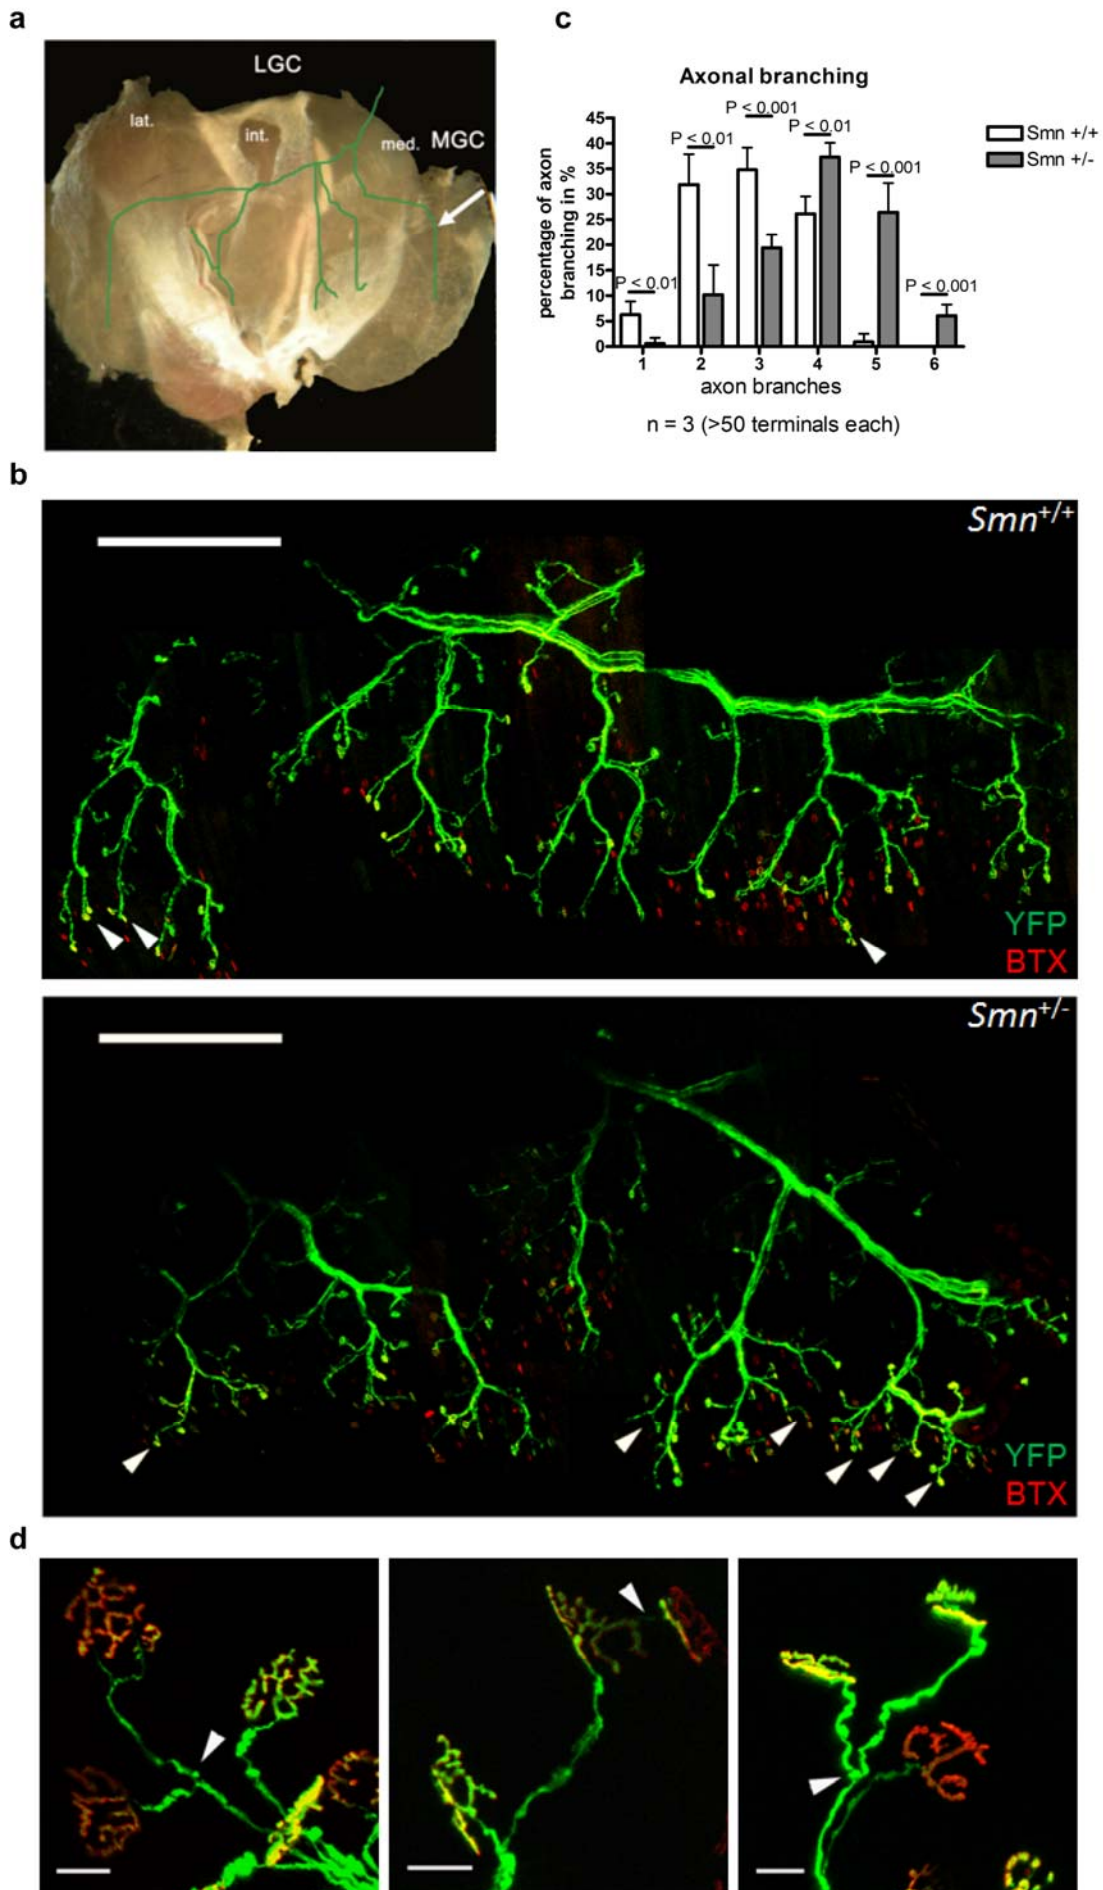 a
LGC
lat.
int.
med.
MGC
c
Axonal branching
percentage of axon
branching in %
45
40
35
30
25
20
15
10
5
0
P < 0.01
P < 0.01
P < 0.001
P < 0.01
P < 0.001
P < 0.001
Smn +/+
Smn +/-
1 2 3 4 5 6
axon branches
n = 3 (>50 terminals each)
b
Smn+/+
YFP
BTX
Smn+/-
YFP
BTX
d